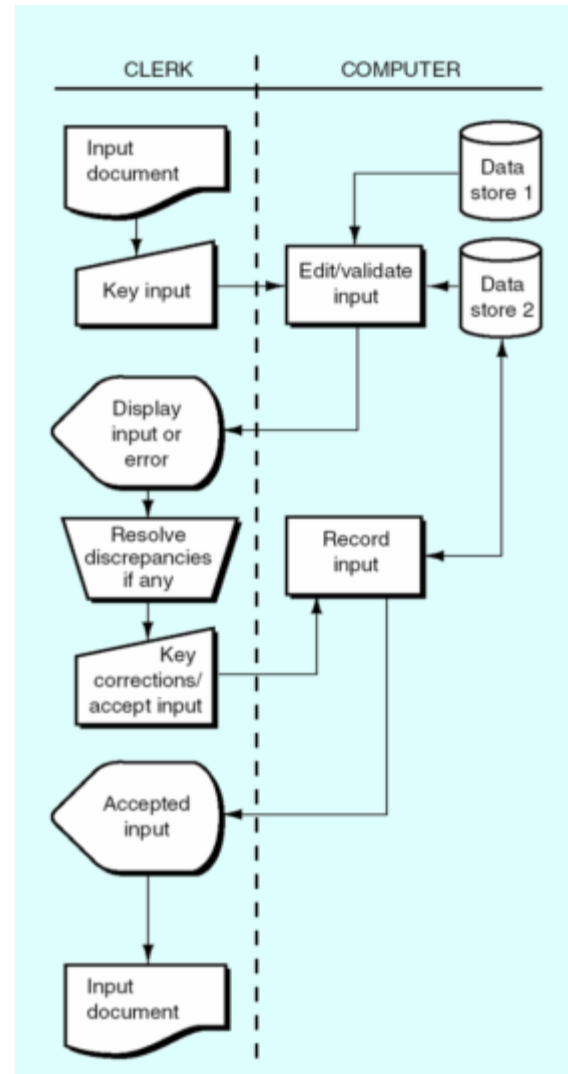 CLERK
COMPUTER
Input
document
Data
store 1
Key input
Edit/validate
input
Data
store 2
Display
input or
error
Resolve
discrepancies
if any
Record
input
Key
corrections/
accept input
Accepted
input
Input
document